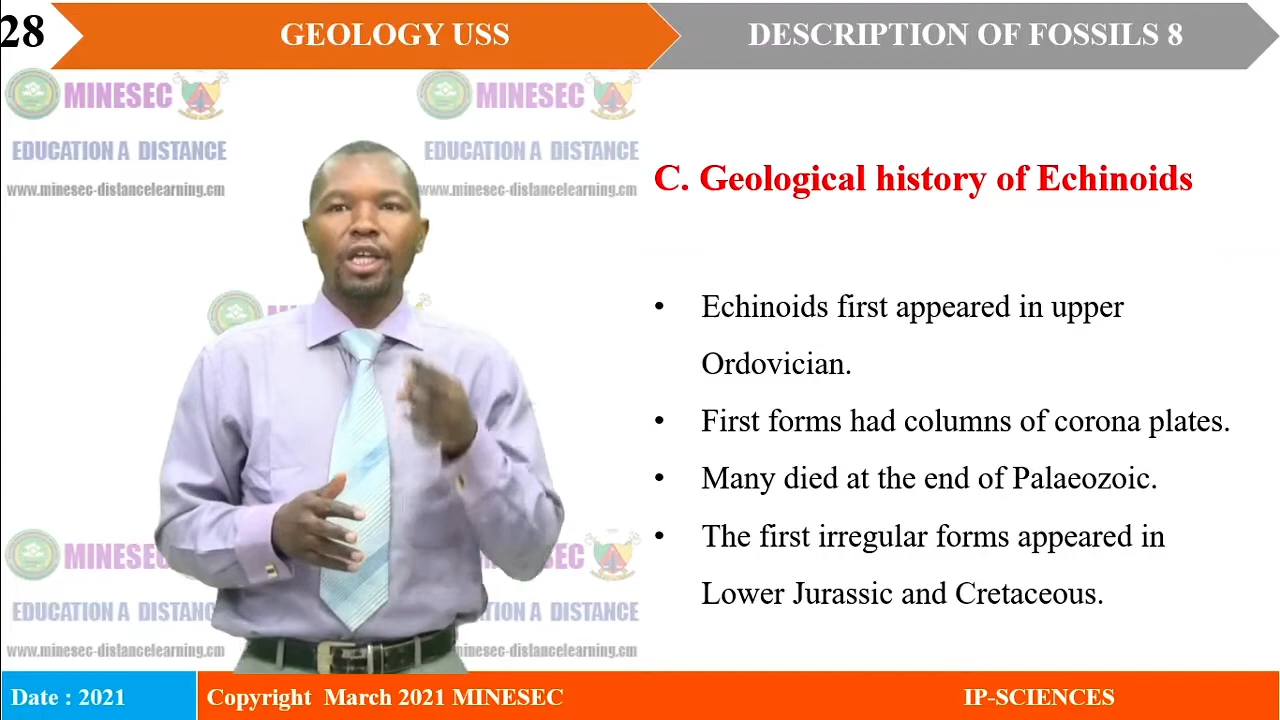 28
GEOLOGY USS
DESCRIPTION OF FOSSILS 8
MINESEC
MINESEC
EDUCATION A DISTANCE
EDUCATION A DISTANCE
www.minesec-distancelearning.cm
www.minesec-distancelearning.cm
C. Geological history of Echinoids
• Echinoids first appeared in upper
Ordovician.
• First forms had columns of corona plates.
• Many died at the end of Palaeozoic.
• The first irregular forms appeared in
Lower Jurassic and Cretaceous.
MINESEC
EDUCATION A DISTANCE
www.minesec-distancelearning.cm
Date : 2021
Copyright March 2021 MINESEC
IP-SCIENCES